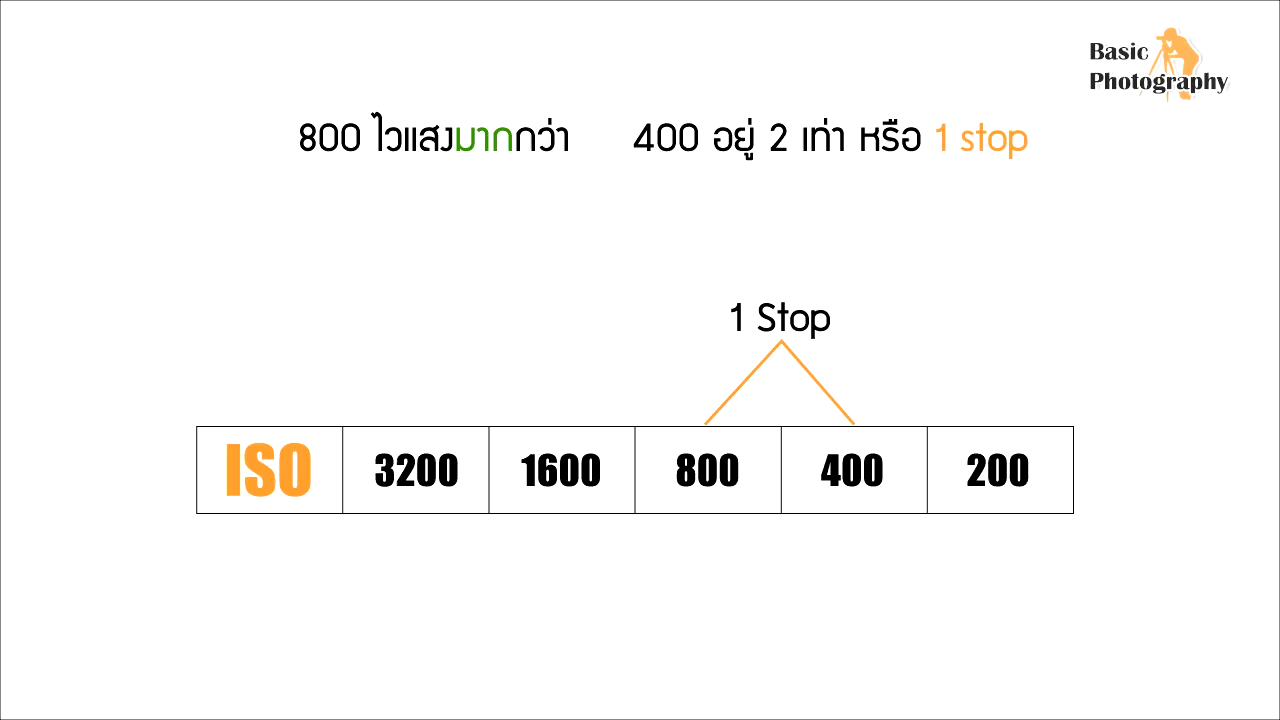 Basic
Photography
800 ไวแสงมากกว่า 400 อยู่ 2 เท่า หรือ 1 stop
1 Stop
ISO 3200 1600 800 400 200